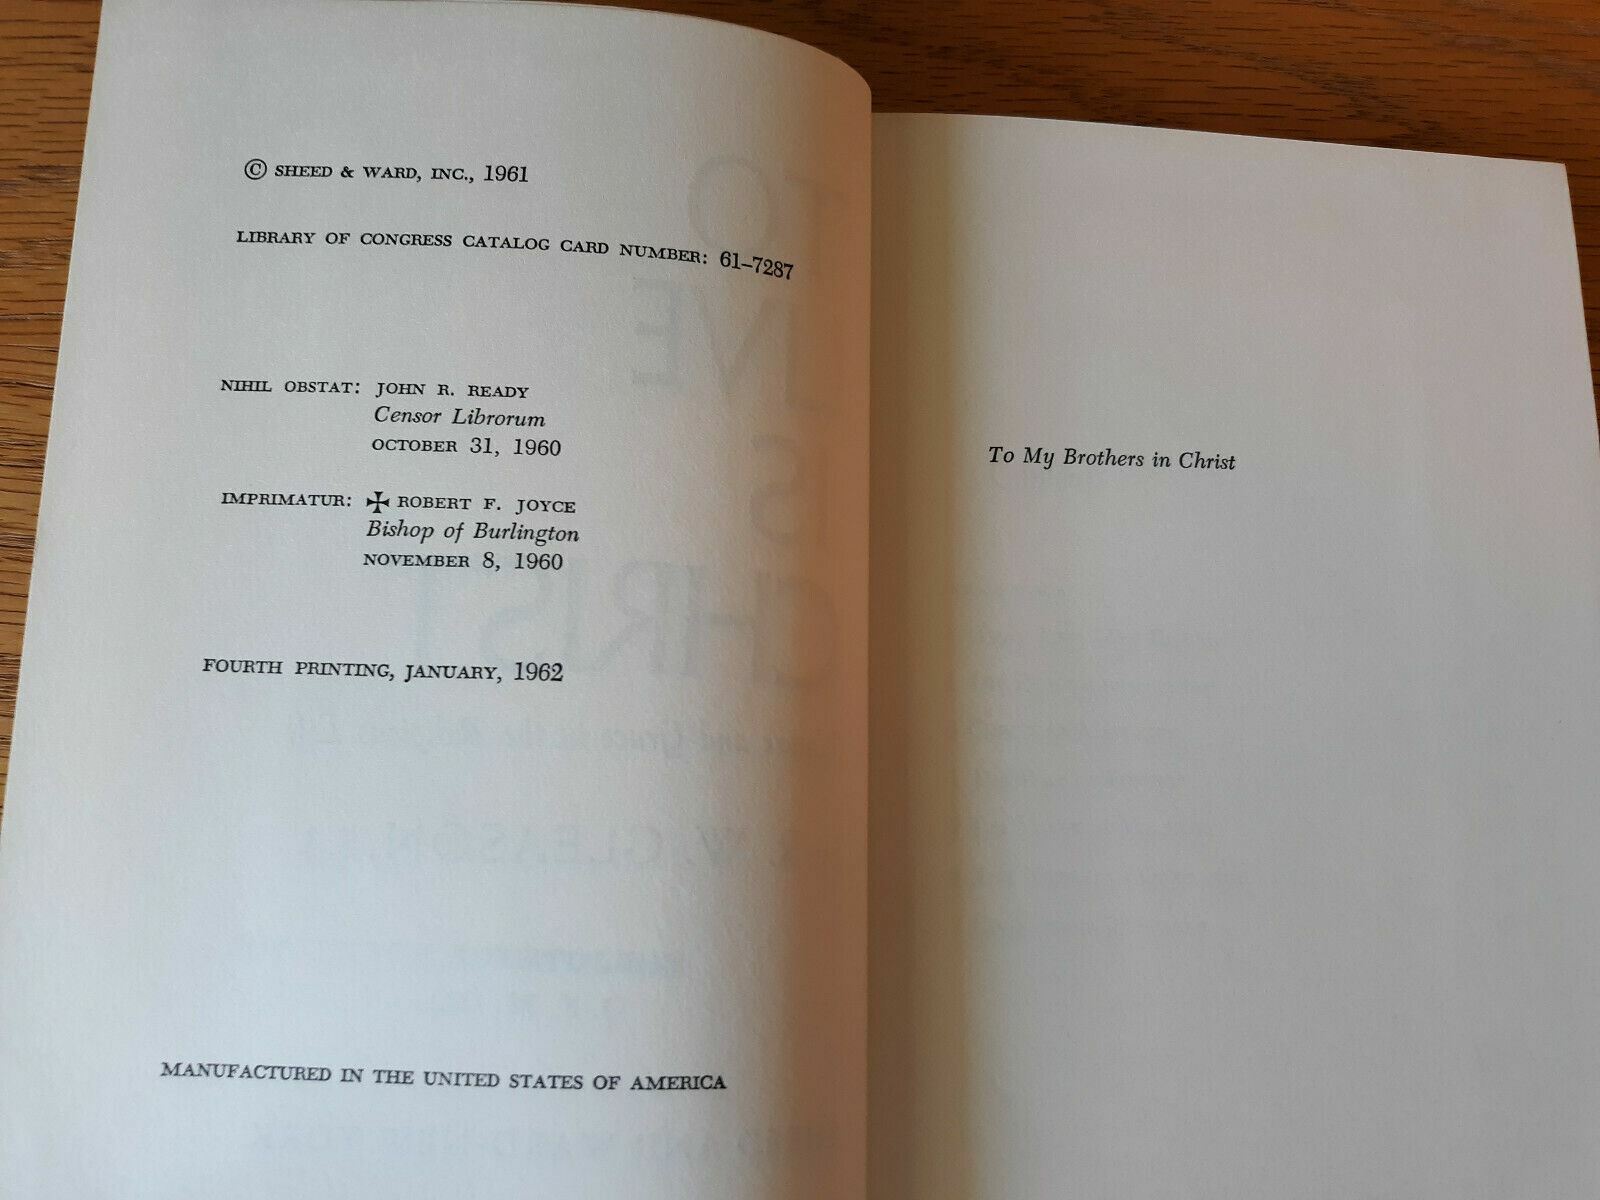 © SHEED & WARD, INC., 1961
LIBRARY OF CONGRESS CATALOG CARD NUMBER: 61–7287
NIHIL OBSTAT: JOHN R. READY
Censor Librorum
OCTOBER 31, 1960
IMPRIMATUR: ✠ ROBERT F. JOYCE
Bishop of Burlington
NOVEMBER 8, 1960
FOURTH PRINTING, JANUARY, 1962
MANUFACTURED IN THE UNITED STATES OF AMERICA
To My Brothers in Christ